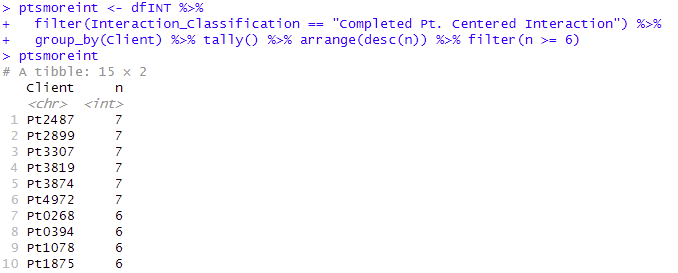 > ptsmoreint <- dfINT %>%
+   filter(Interaction_Classification == "Completed Pt. Centered Interaction") %>%
+   group_by(Client) %>% tally() %>% arrange(desc(n)) %>% filter(n >= 6)
> ptsmoreint
# A tibble: 15 × 2
   Client      n
   <chr>   <int>
 1 Pt2487      7
 2 Pt2899      7
 3 Pt3307      7
 4 Pt3819      7
 5 Pt3874      7
 6 Pt4972      7
 7 Pt0268      6
 8 Pt0394      6
 9 Pt1078      6
10 Pt1875      6